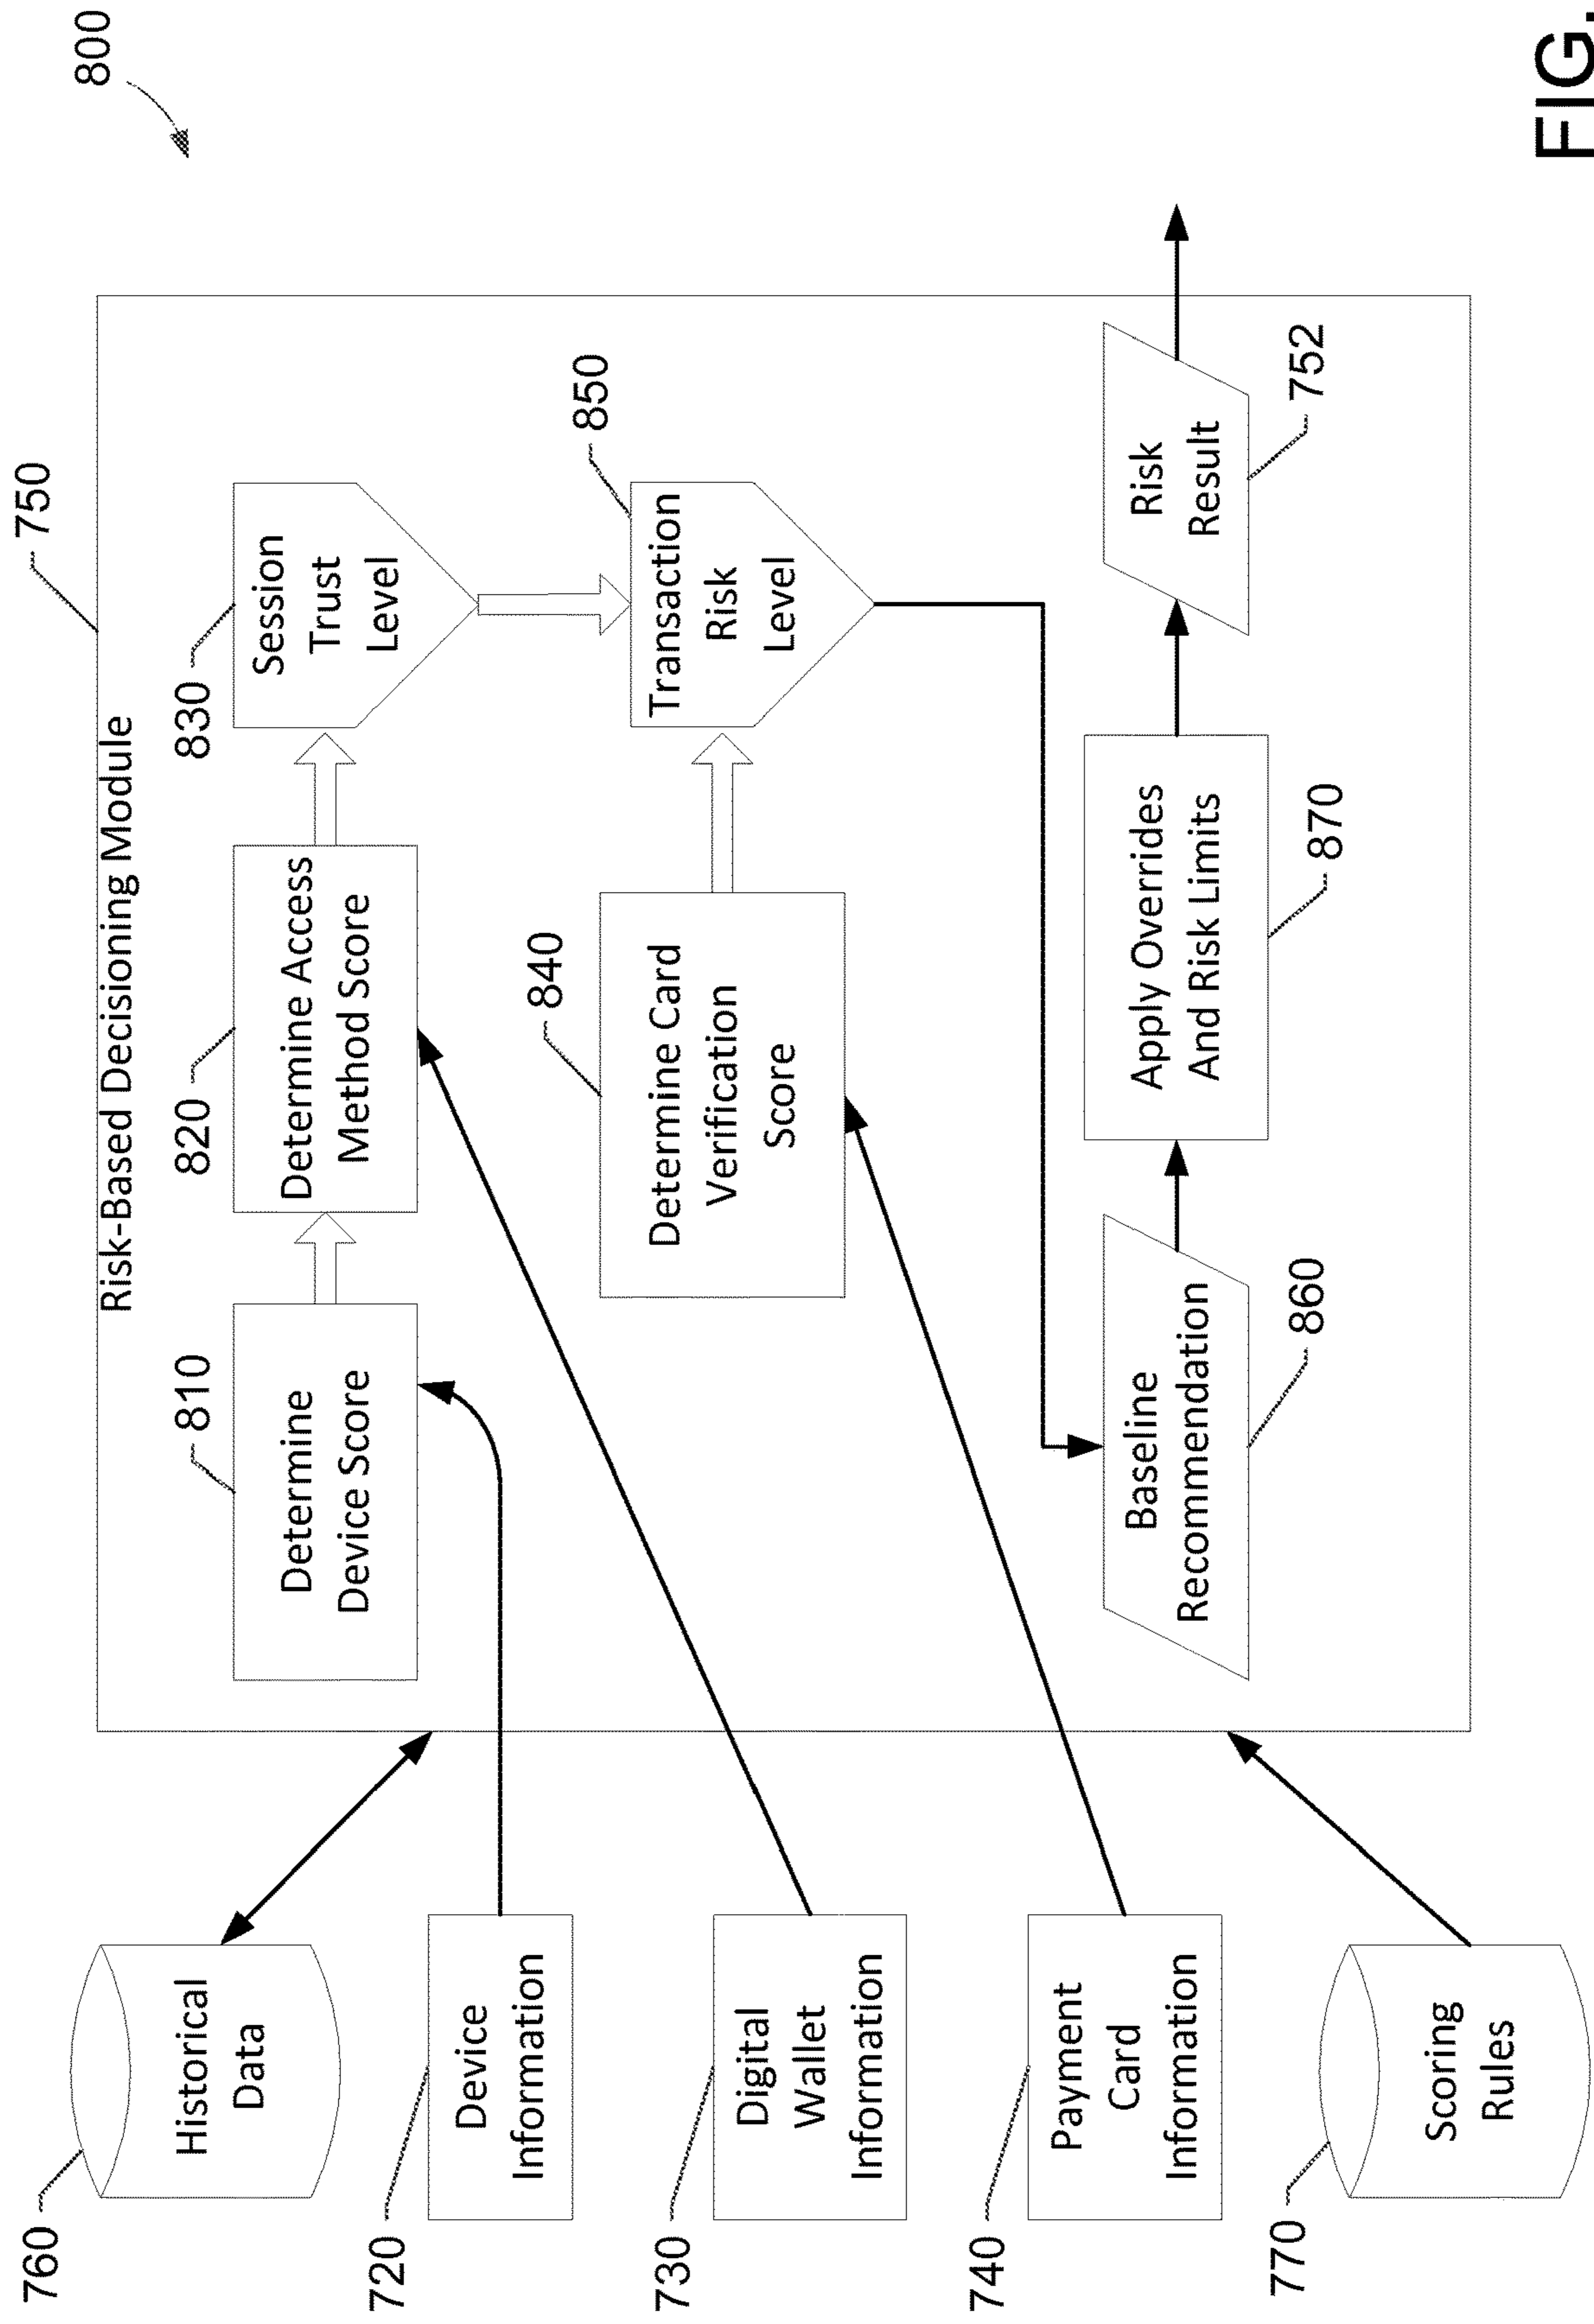 800
750
Risk-Based Decisioning Module
760
Historical
Data
810
Determine
Device Score
820
Determine Access
Method Score
830
Session
Trust
Level
720
Device
Information
730
Digital
Wallet
Information
840
Determine Card
Verification
Score
850
Transaction
Risk
Level
740
Payment
Card
Information
Baseline
Recommendation
860
Apply Overrides
And Risk Limits
870
Risk
Result
752
770
Scoring
Rules
FIG.